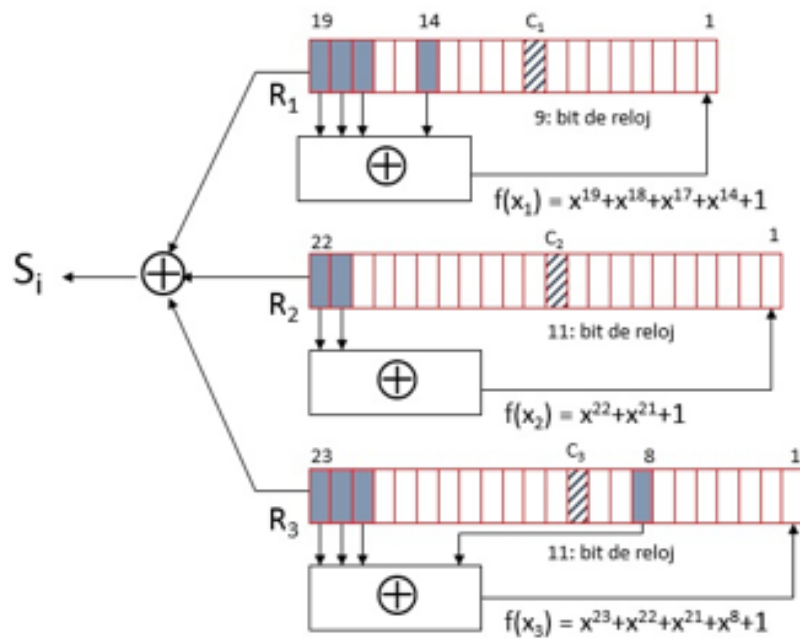 19 14 C₁ 1
R₁
9: bit de reloj
f(x₁) = x¹⁹+x¹⁸+x¹⁷+x¹⁴+1
22 C₂ 1
Sᵢ
R₂
11: bit de reloj
f(x₂) = x²²+x²¹+1
23 C₃ 8 1
R₃
11: bit de reloj
f(x₃) = x²³+x²²+x²¹+x⁸+1